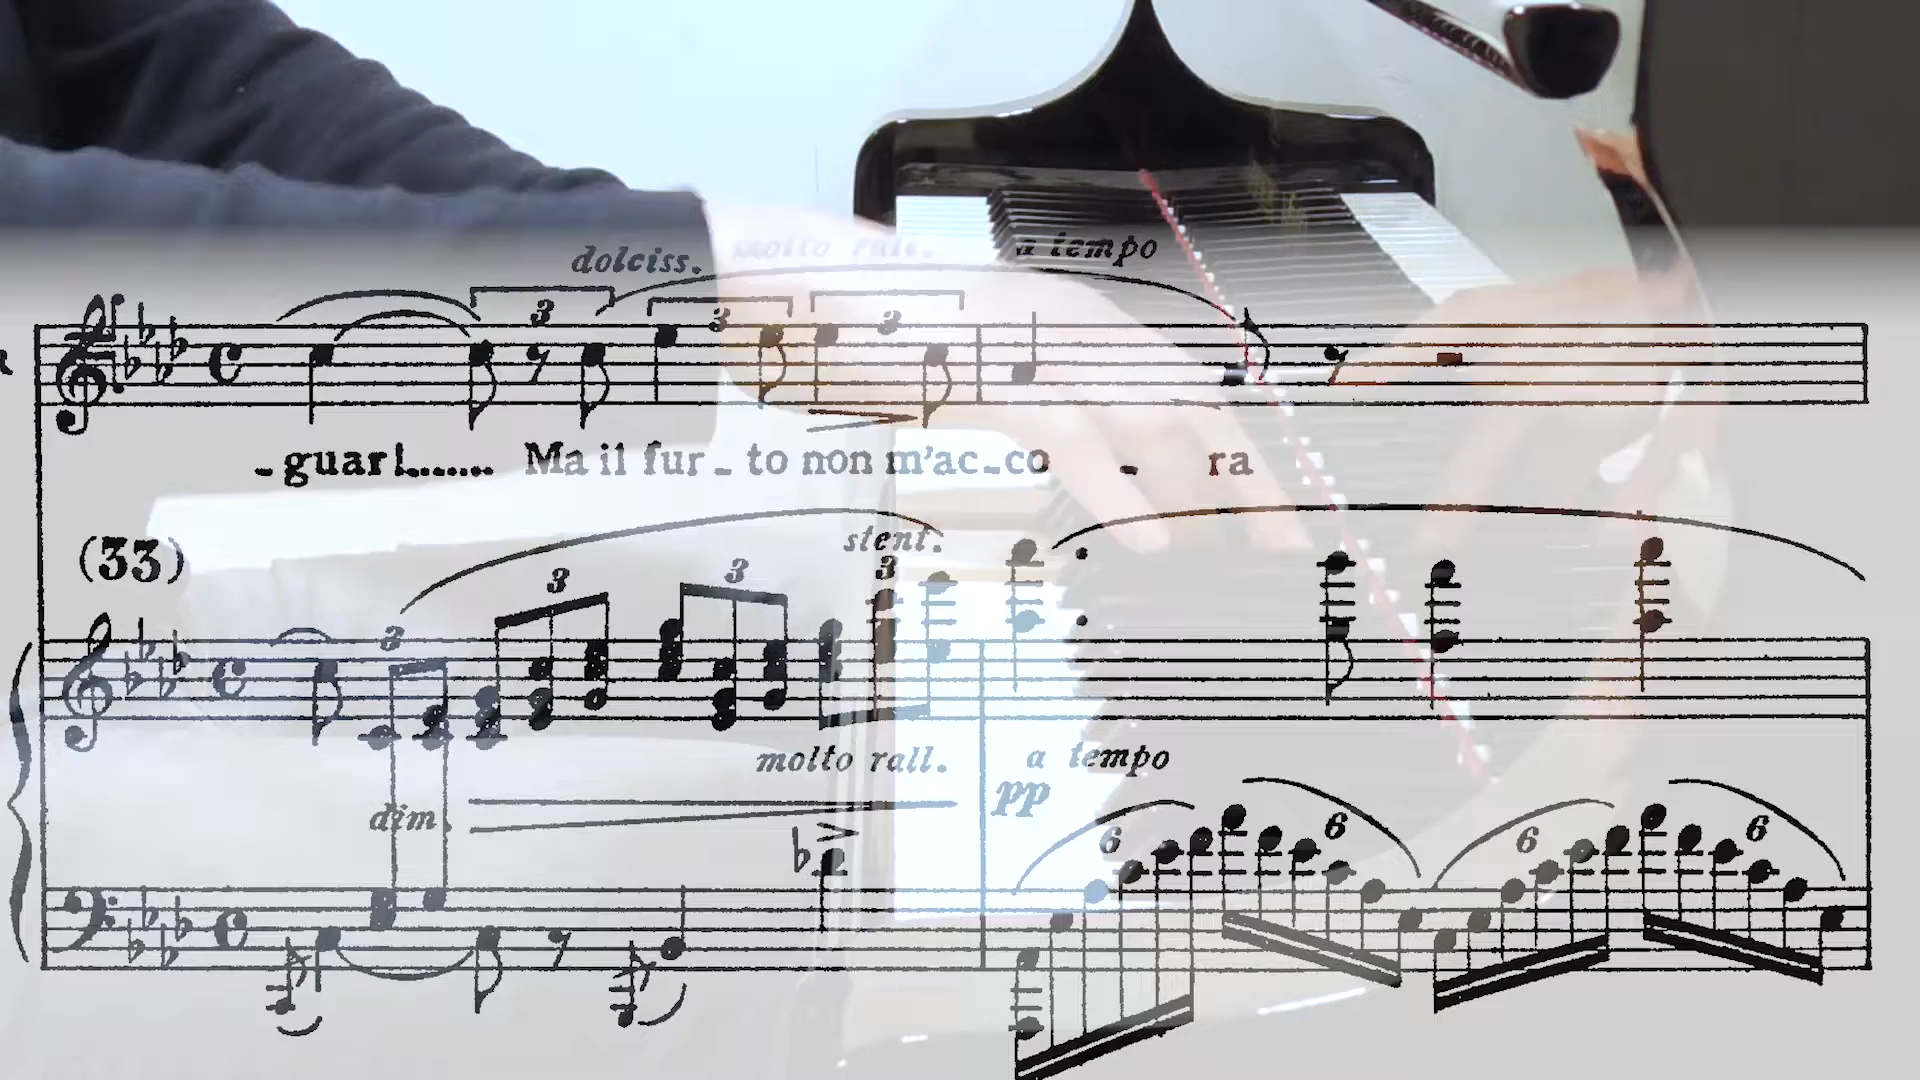 dolciss. molto rall. a tempo
3 3 3
-guar!....... Ma il fur-to non m'ac-co - ra
(33)
stent.
3 3 3 3
molto rall. a tempo
pp
dim.
6 6 6 6